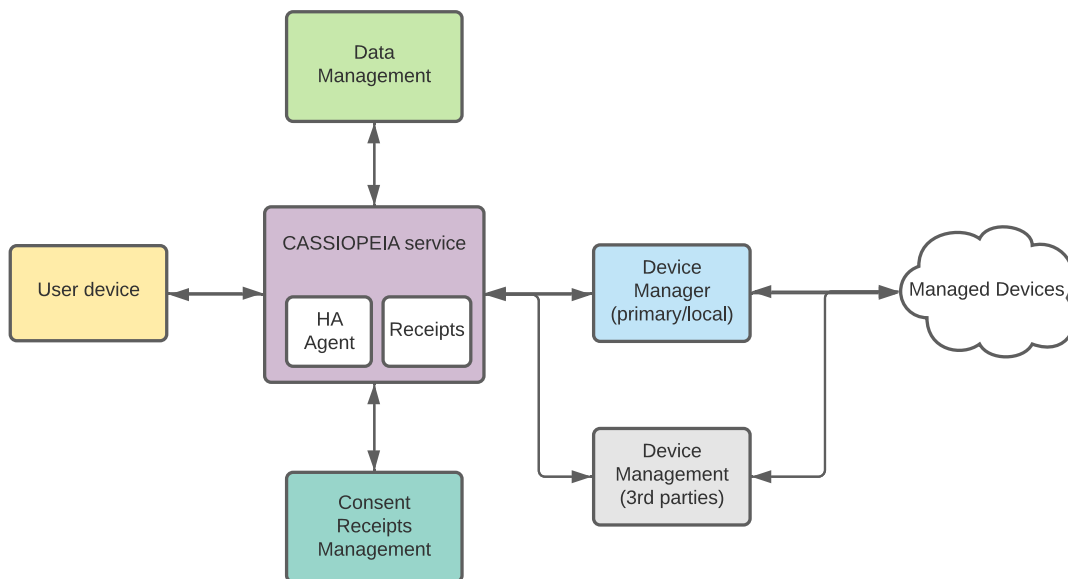 Data
Management
CASSIOPEIA service
HA
Agent
Receipts
User device
Device
Manager
(primary/local)
Managed Devices
Device
Management
(3rd parties)
Consent
Receipts
Management